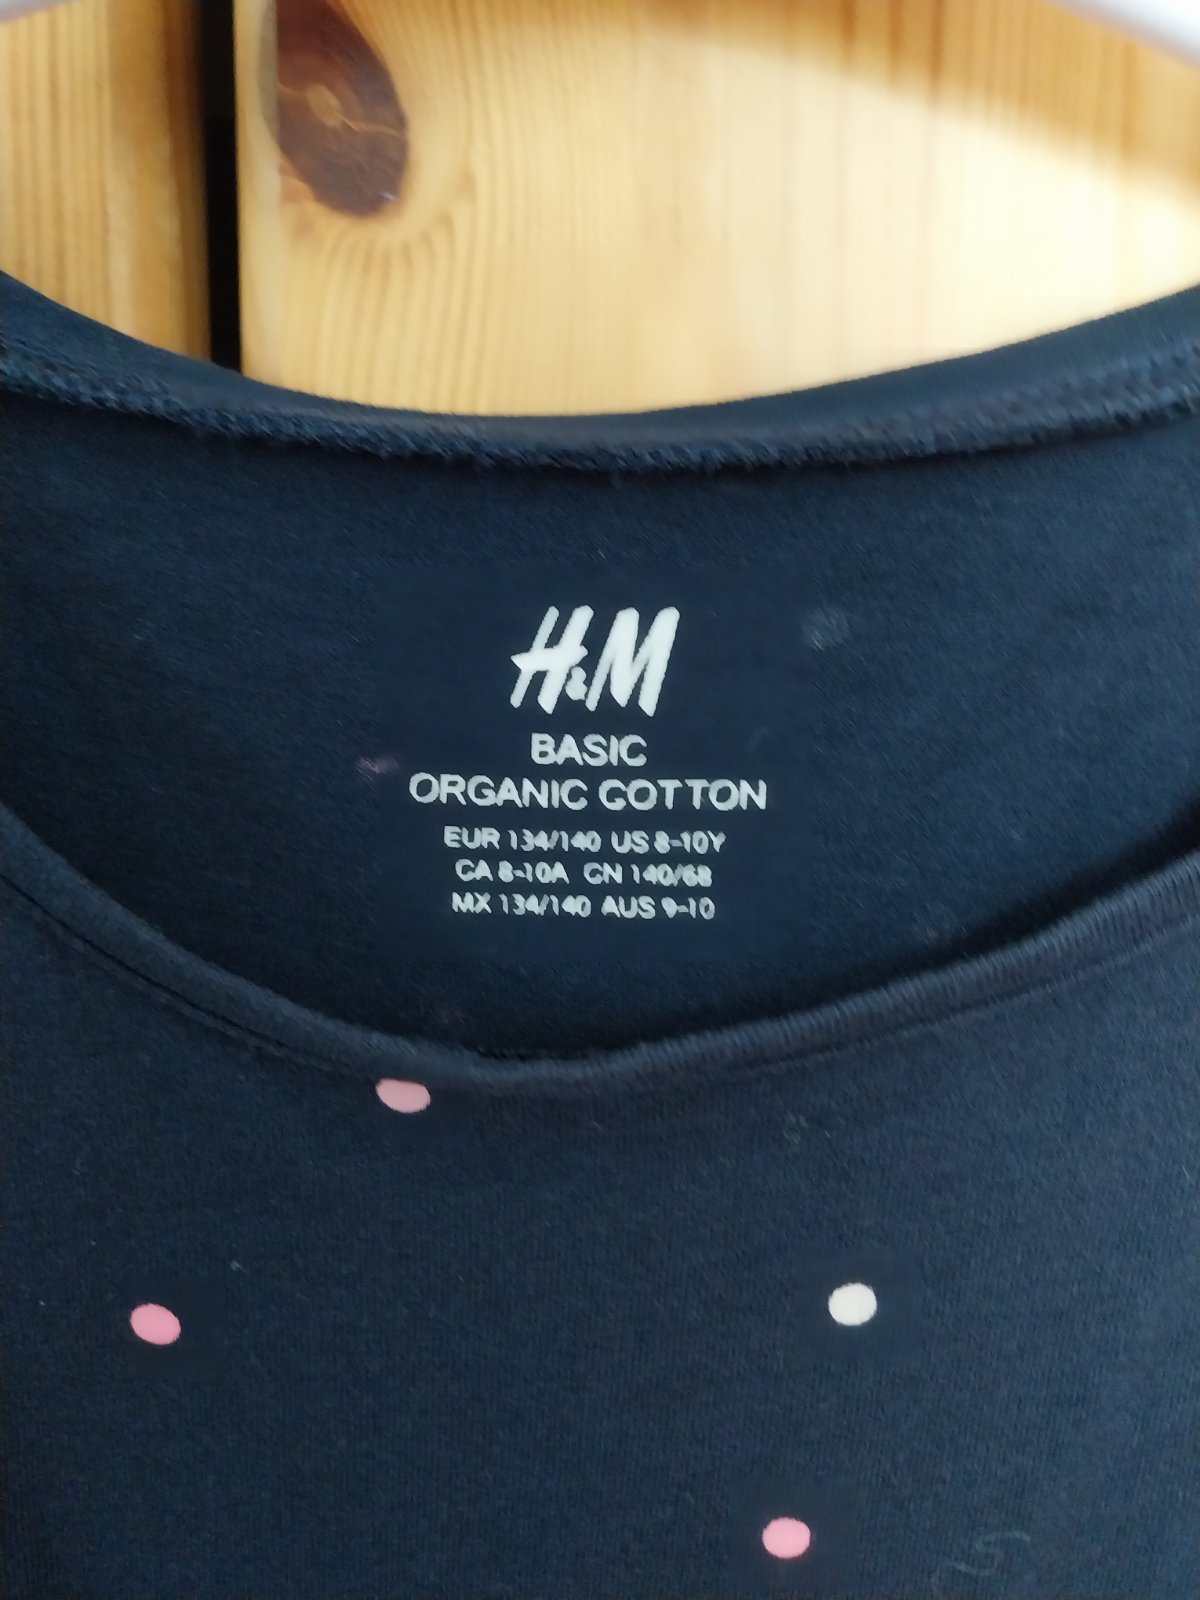 H&M
BASIC
ORGANIC COTTON
EUR 134/140 US 8-10Y
CA 8-10A CN 140/68
MX 134/140 AUS 9-10